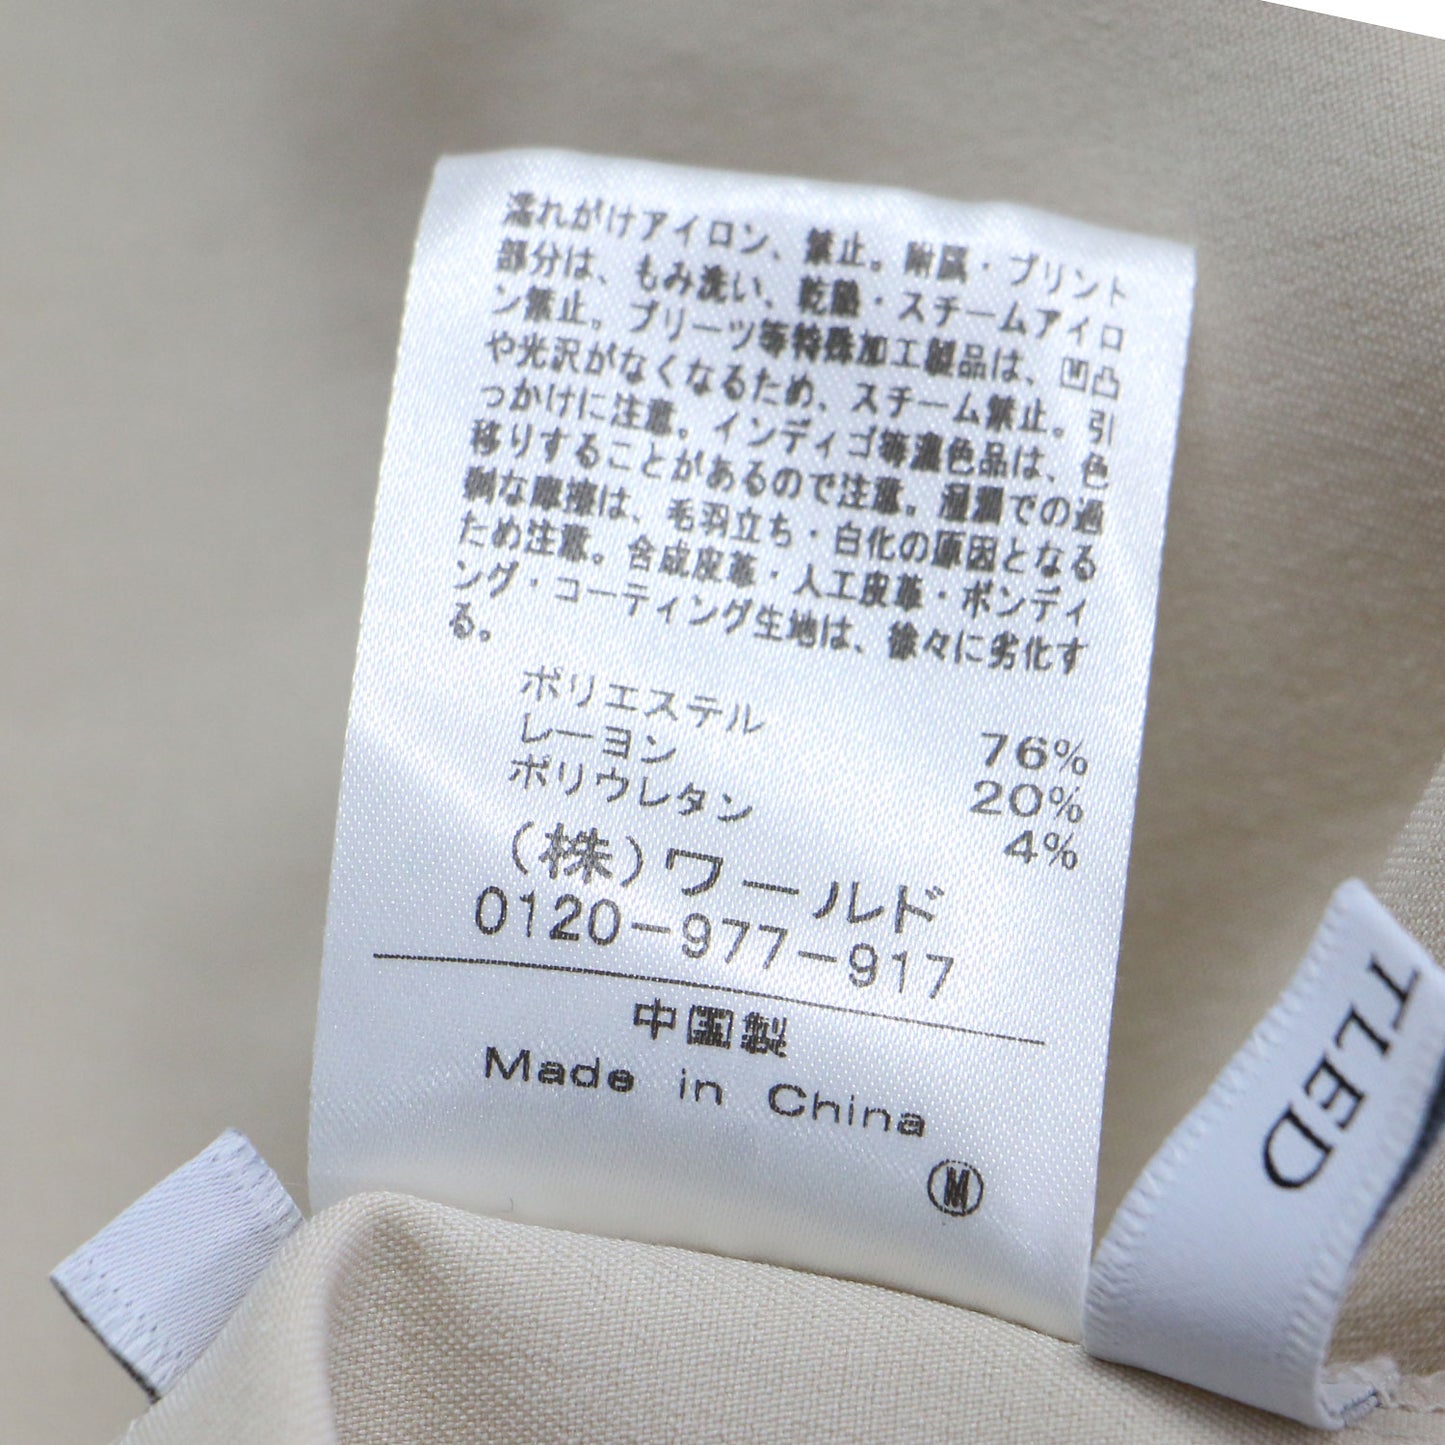 濡れがけアイロン、禁止。附属・プリント
部分は、もみ洗い、乾熱・スチームアイロ
ン禁止。プリーツ等特殊加工製品は、凹凸
や光沢がなくなるため、スチーム禁止。引
っかけに注意。インディゴ等濃色品は、色
移りすることがあるので注意。湿潤での過
剰な摩擦は、毛羽立ち・白化の原因となる
ため注意。合成皮革・人工皮革・ボンディ
ング・コーティング生地は、徐々に劣化す
る。
ポリエステル 76%
レーヨン 20%
ポリウレタン 4%
(株)ワールド
0120-977-917
中国製
Made in China
M
TLED